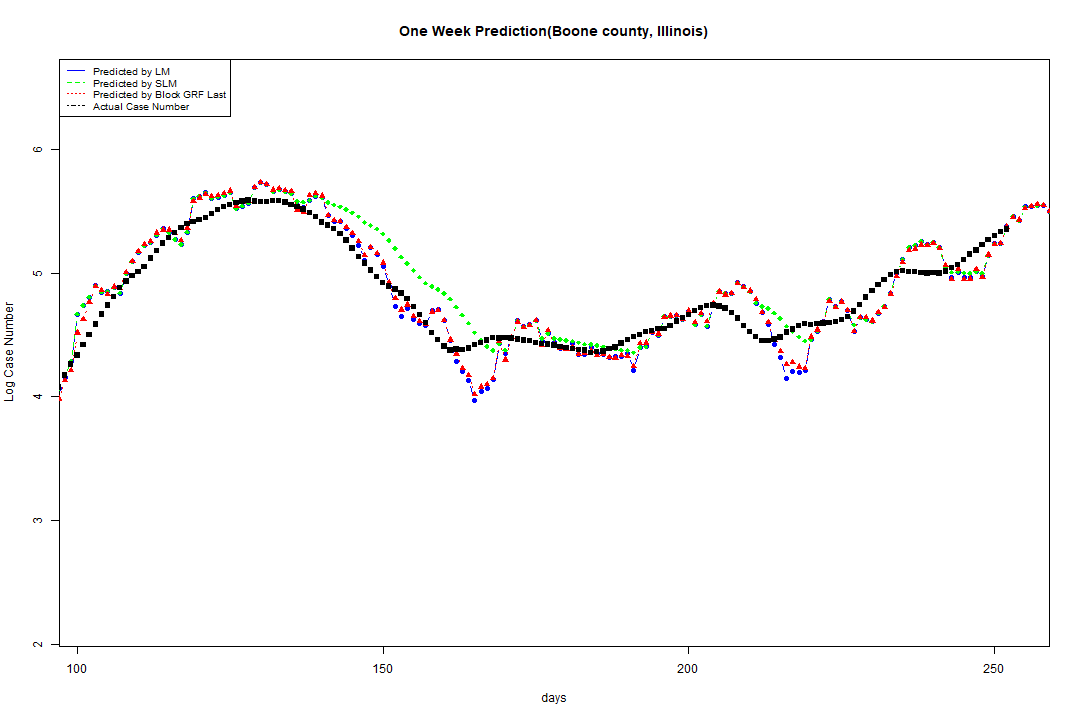 One Week Prediction(Boone county, Illinois)
Predicted by LM
Predicted by SLM
Predicted by Block GRF Last
Actual Case Number
6
5
4
3
2
Log Case Number
100 150 200 250
days